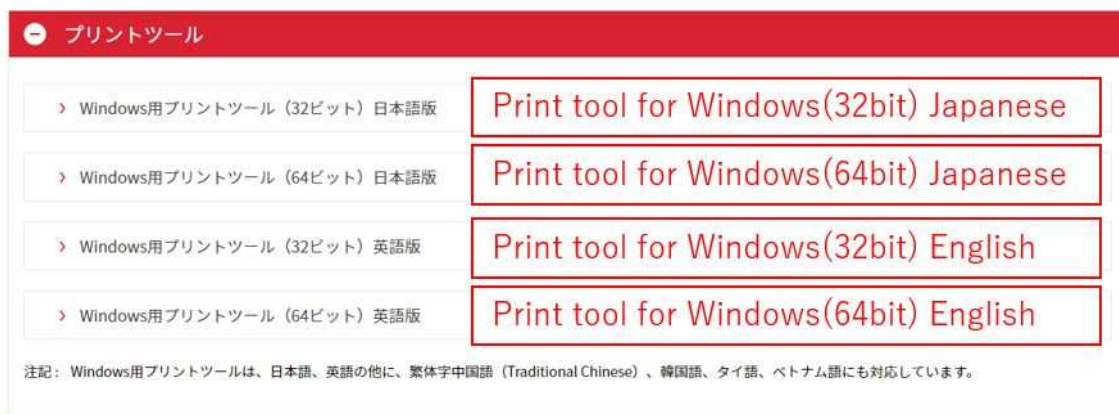 プリントツール
Windows用プリントツール（32ビット）日本語版 Print tool for Windows(32bit) Japanese
Windows用プリントツール（64ビット）日本語版 Print tool for Windows(64bit) Japanese
Windows用プリントツール（32ビット）英語版 Print tool for Windows(32bit) English
Windows用プリントツール（64ビット）英語版 Print tool for Windows(64bit) English
注記： Windows用プリントツールは、日本語、英語の他に、繁体字中国語（Traditional Chinese）、韓国語、タイ語、ベトナム語にも対応しています。